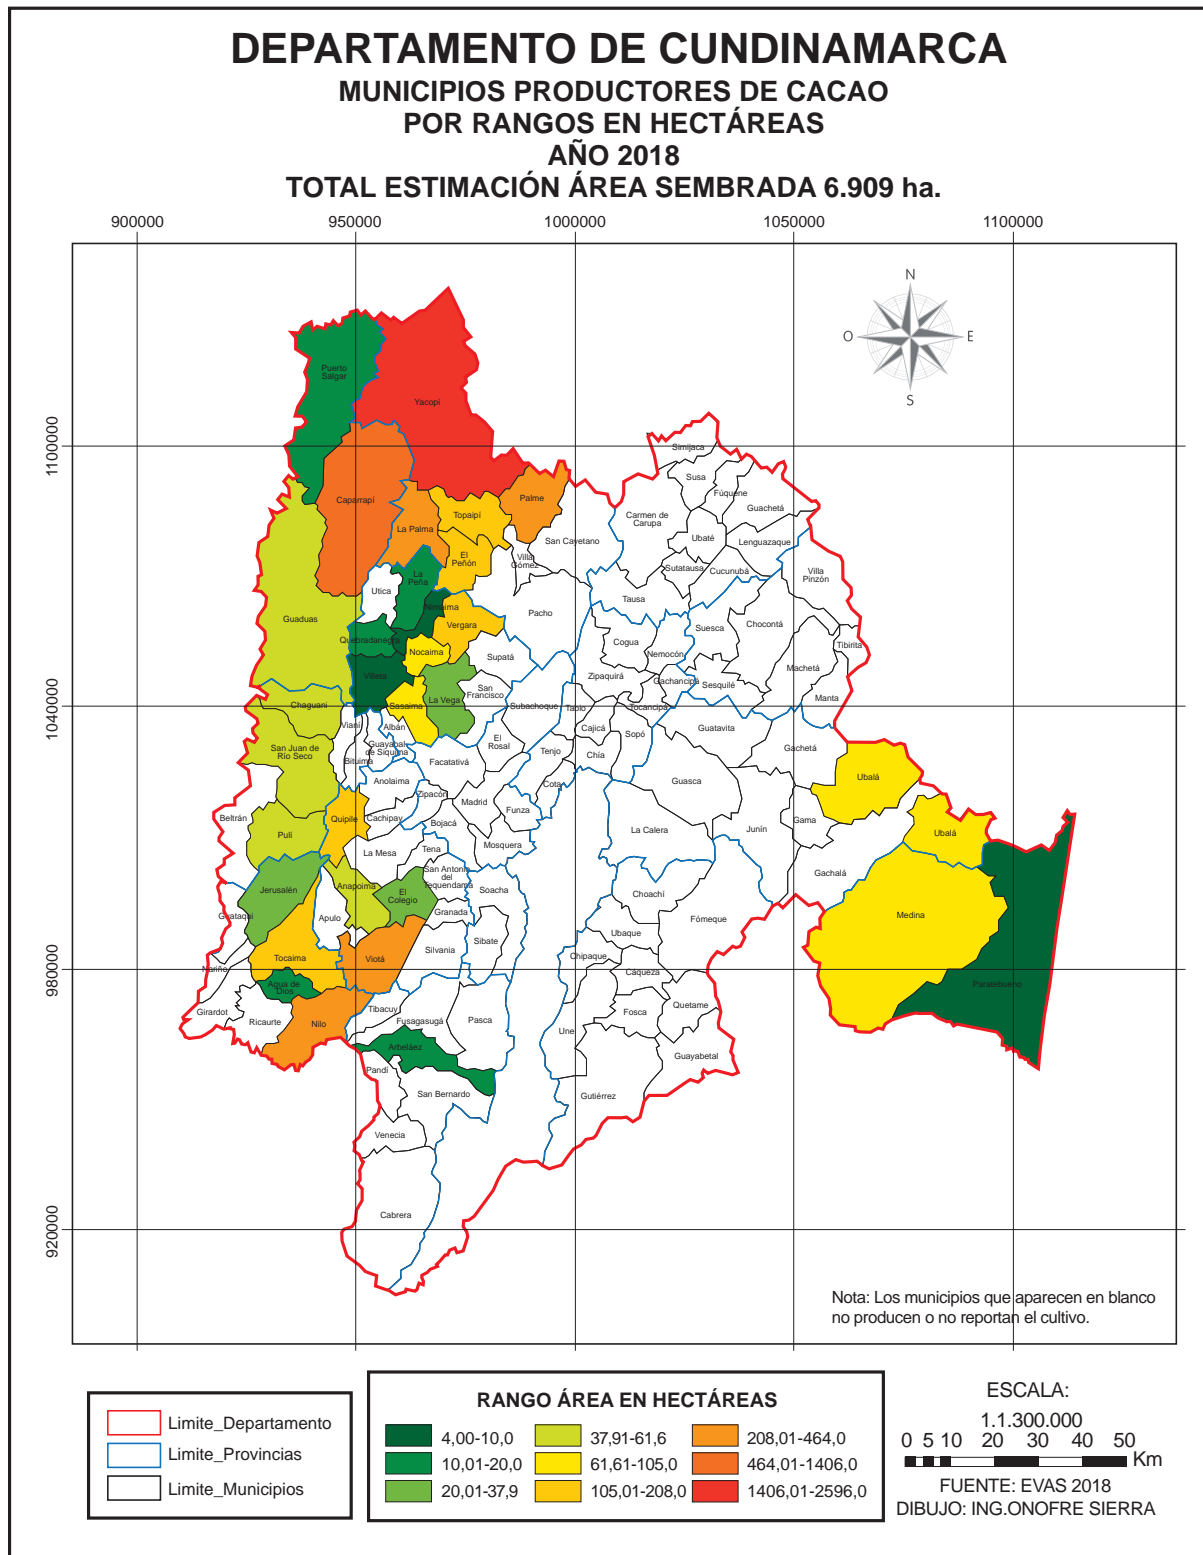 DEPARTAMENTO DE CUNDINAMARCA
MUNICIPIOS PRODUCTORES DE CACAO
POR RANGOS EN HECTÁREAS
AÑO 2018
TOTAL ESTIMACIÓN ÁREA SEMBRADA 6.909 ha.
900000 950000 1000000 1050000 1100000
N
O E
S
1100000
1040000
980000
920000
Puerto
Salgar
Yacopí
Caparrapí
La Palma
Topaipí
Palme
El
Peñón
San Cayetano
Villa
Gómez
La
Peña
Utica
Nimaima
Guaduas
Quebradanegra
Vergara
Nocaima
Pacho
Supatá
Villeta
Sasaima
La Vega
San
Francisco
Chaguani
Vianí
Albán
Guayabal
de Siquima
Bituima
San Juan de
Río Seco
Simijaca
Susa
Fúquene
Guachetá
Carmen de
Carupa
Ubaté
Lenguazaque
Sutatausa
Cucunubá
Villa
Pinzón
Tausa
Suesca
Chocontá
Tibirita
Cogua
Nemocón
Machetá
Zipaquirá
Gachancipá
Sesquilé
Manta
Subachoque
Tabio
Tocancipá
Cajicá
Sopó
Guatavita
El
Rosal
Tenjo
Chía
Gachetá
Facatativá
Anolaima
Zipacón
Cota
Guasca
Ubalá
Beltrán
Quipile
Cachipay
Madrid
Funza
Bojacá
Mosquera
La Calera
Junín
Gama
Ubalá
Pulí
La Mesa
Tena
San Antonio
del
Tequendama
Soacha
Gachalá
Jerusalén
Anapoima
El
Colegio
Choachí
Guataquí
Apulo
Granada
Fómeque
Medina
Ubaque
Tocaima
Viotá
Silvania
Sibate
Chipaque
Nariño
Agua de
Dios
Cáqueza
Paratebueno
Girardot
Ricaurte
Nilo
Tibacuy
Fusagasugá
Pasca
Une
Fosca
Quetame
Arbeláez
Guayabetal
Pandi
San Bernardo
Gutiérrez
Venecia
Cabrera
Nota: Los municipios que aparecen en blanco
no producen o no reportan el cultivo.
Limite_Departamento
Limite_Provincias
Limite_Municipios
RANGO ÁREA EN HECTÁREAS
4,00-10,0 37,91-61,6 208,01-464,0
10,01-20,0 61,61-105,0 464,01-1406,0
20,01-37,9 105,01-208,0 1406,01-2596,0
ESCALA:
1.1.300.000
0 5 10 20 30 40 50
Km
FUENTE: EVAS 2018
DIBUJO: ING.ONOFRE SIERRA